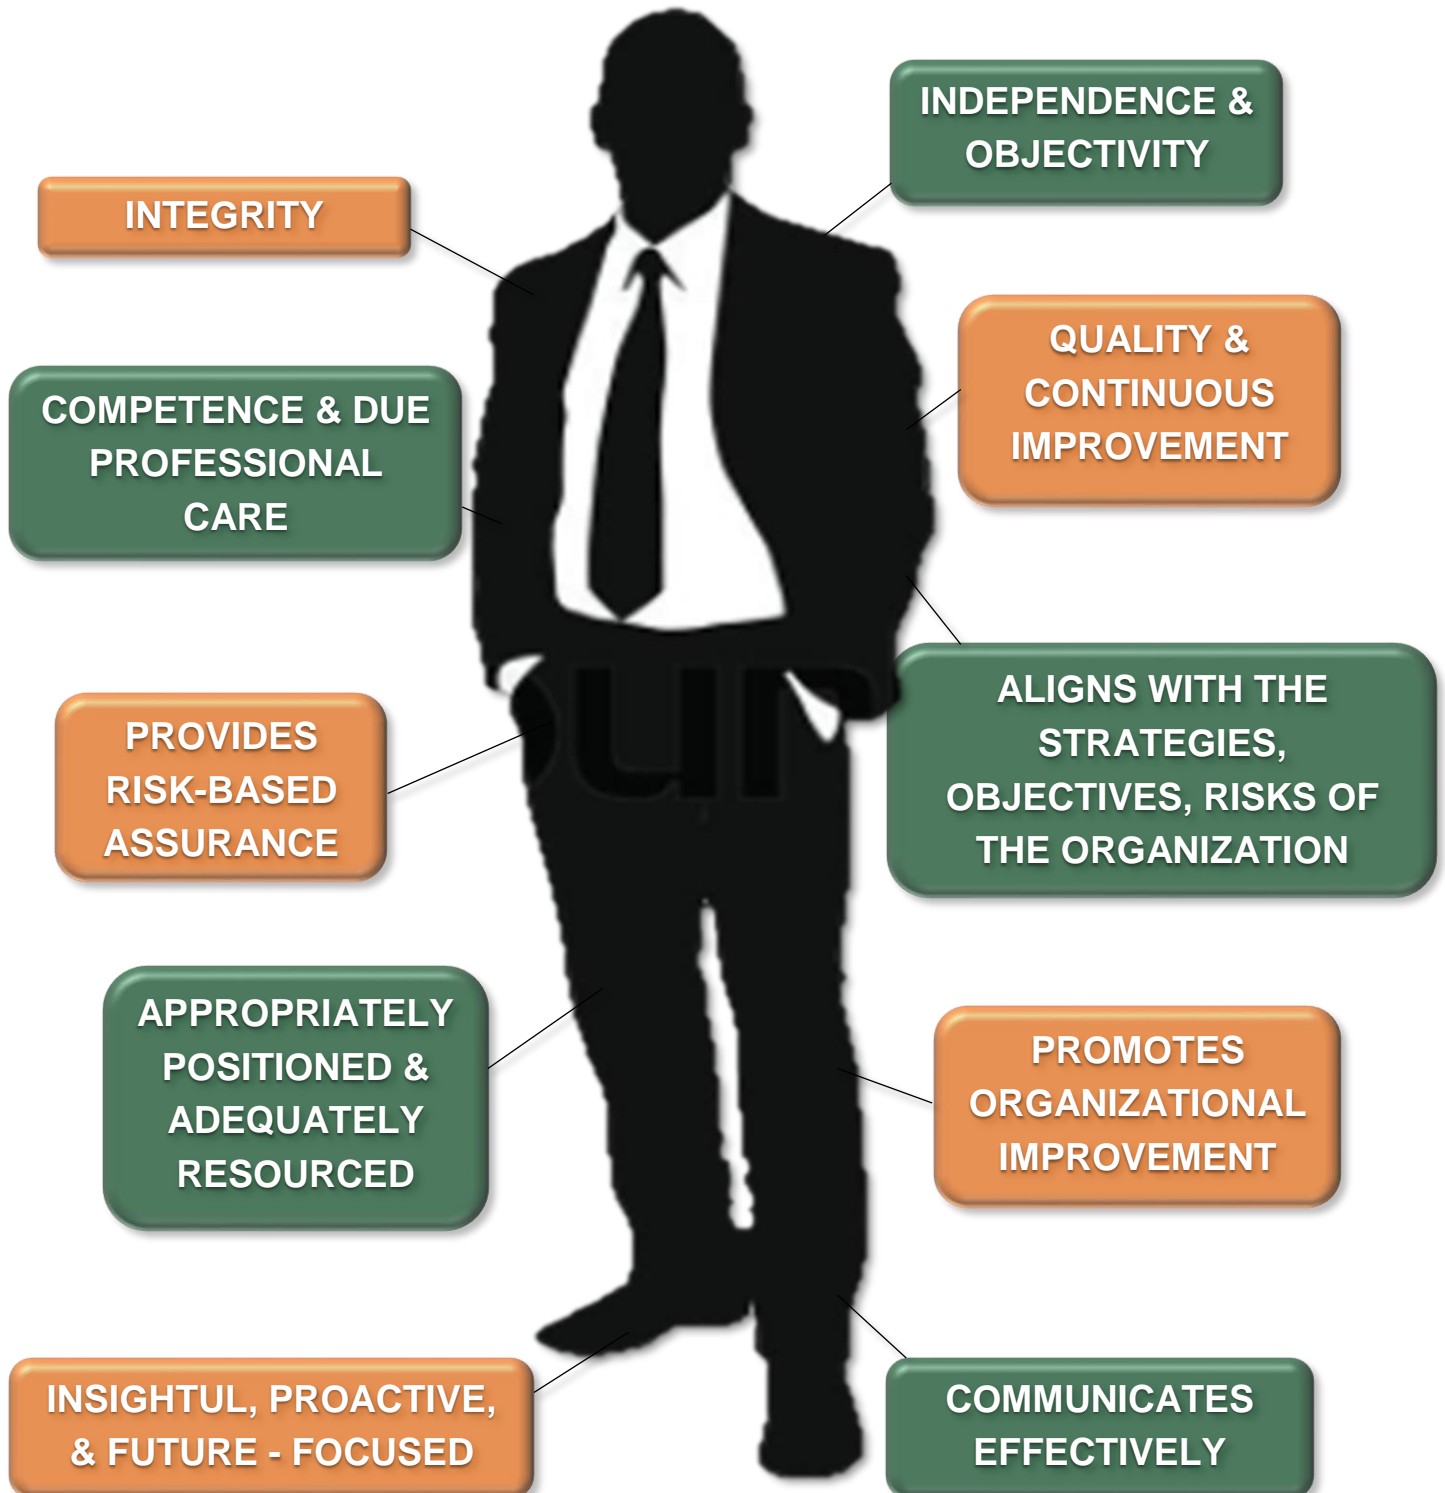 INDEPENDENCE &
OBJECTIVITY
INTEGRITY
QUALITY &
CONTINUOUS
IMPROVEMENT
COMPETENCE & DUE
PROFESSIONAL
CARE
ALIGNS WITH THE
STRATEGIES,
OBJECTIVES, RISKS OF
THE ORGANIZATION
PROVIDES
RISK-BASED
ASSURANCE
APPROPRIATELY
POSITIONED &
ADEQUATELY
RESOURCED
PROMOTES
ORGANIZATIONAL
IMPROVEMENT
INSIGHTUL, PROACTIVE,
& FUTURE - FOCUSED
COMMUNICATES
EFFECTIVELY